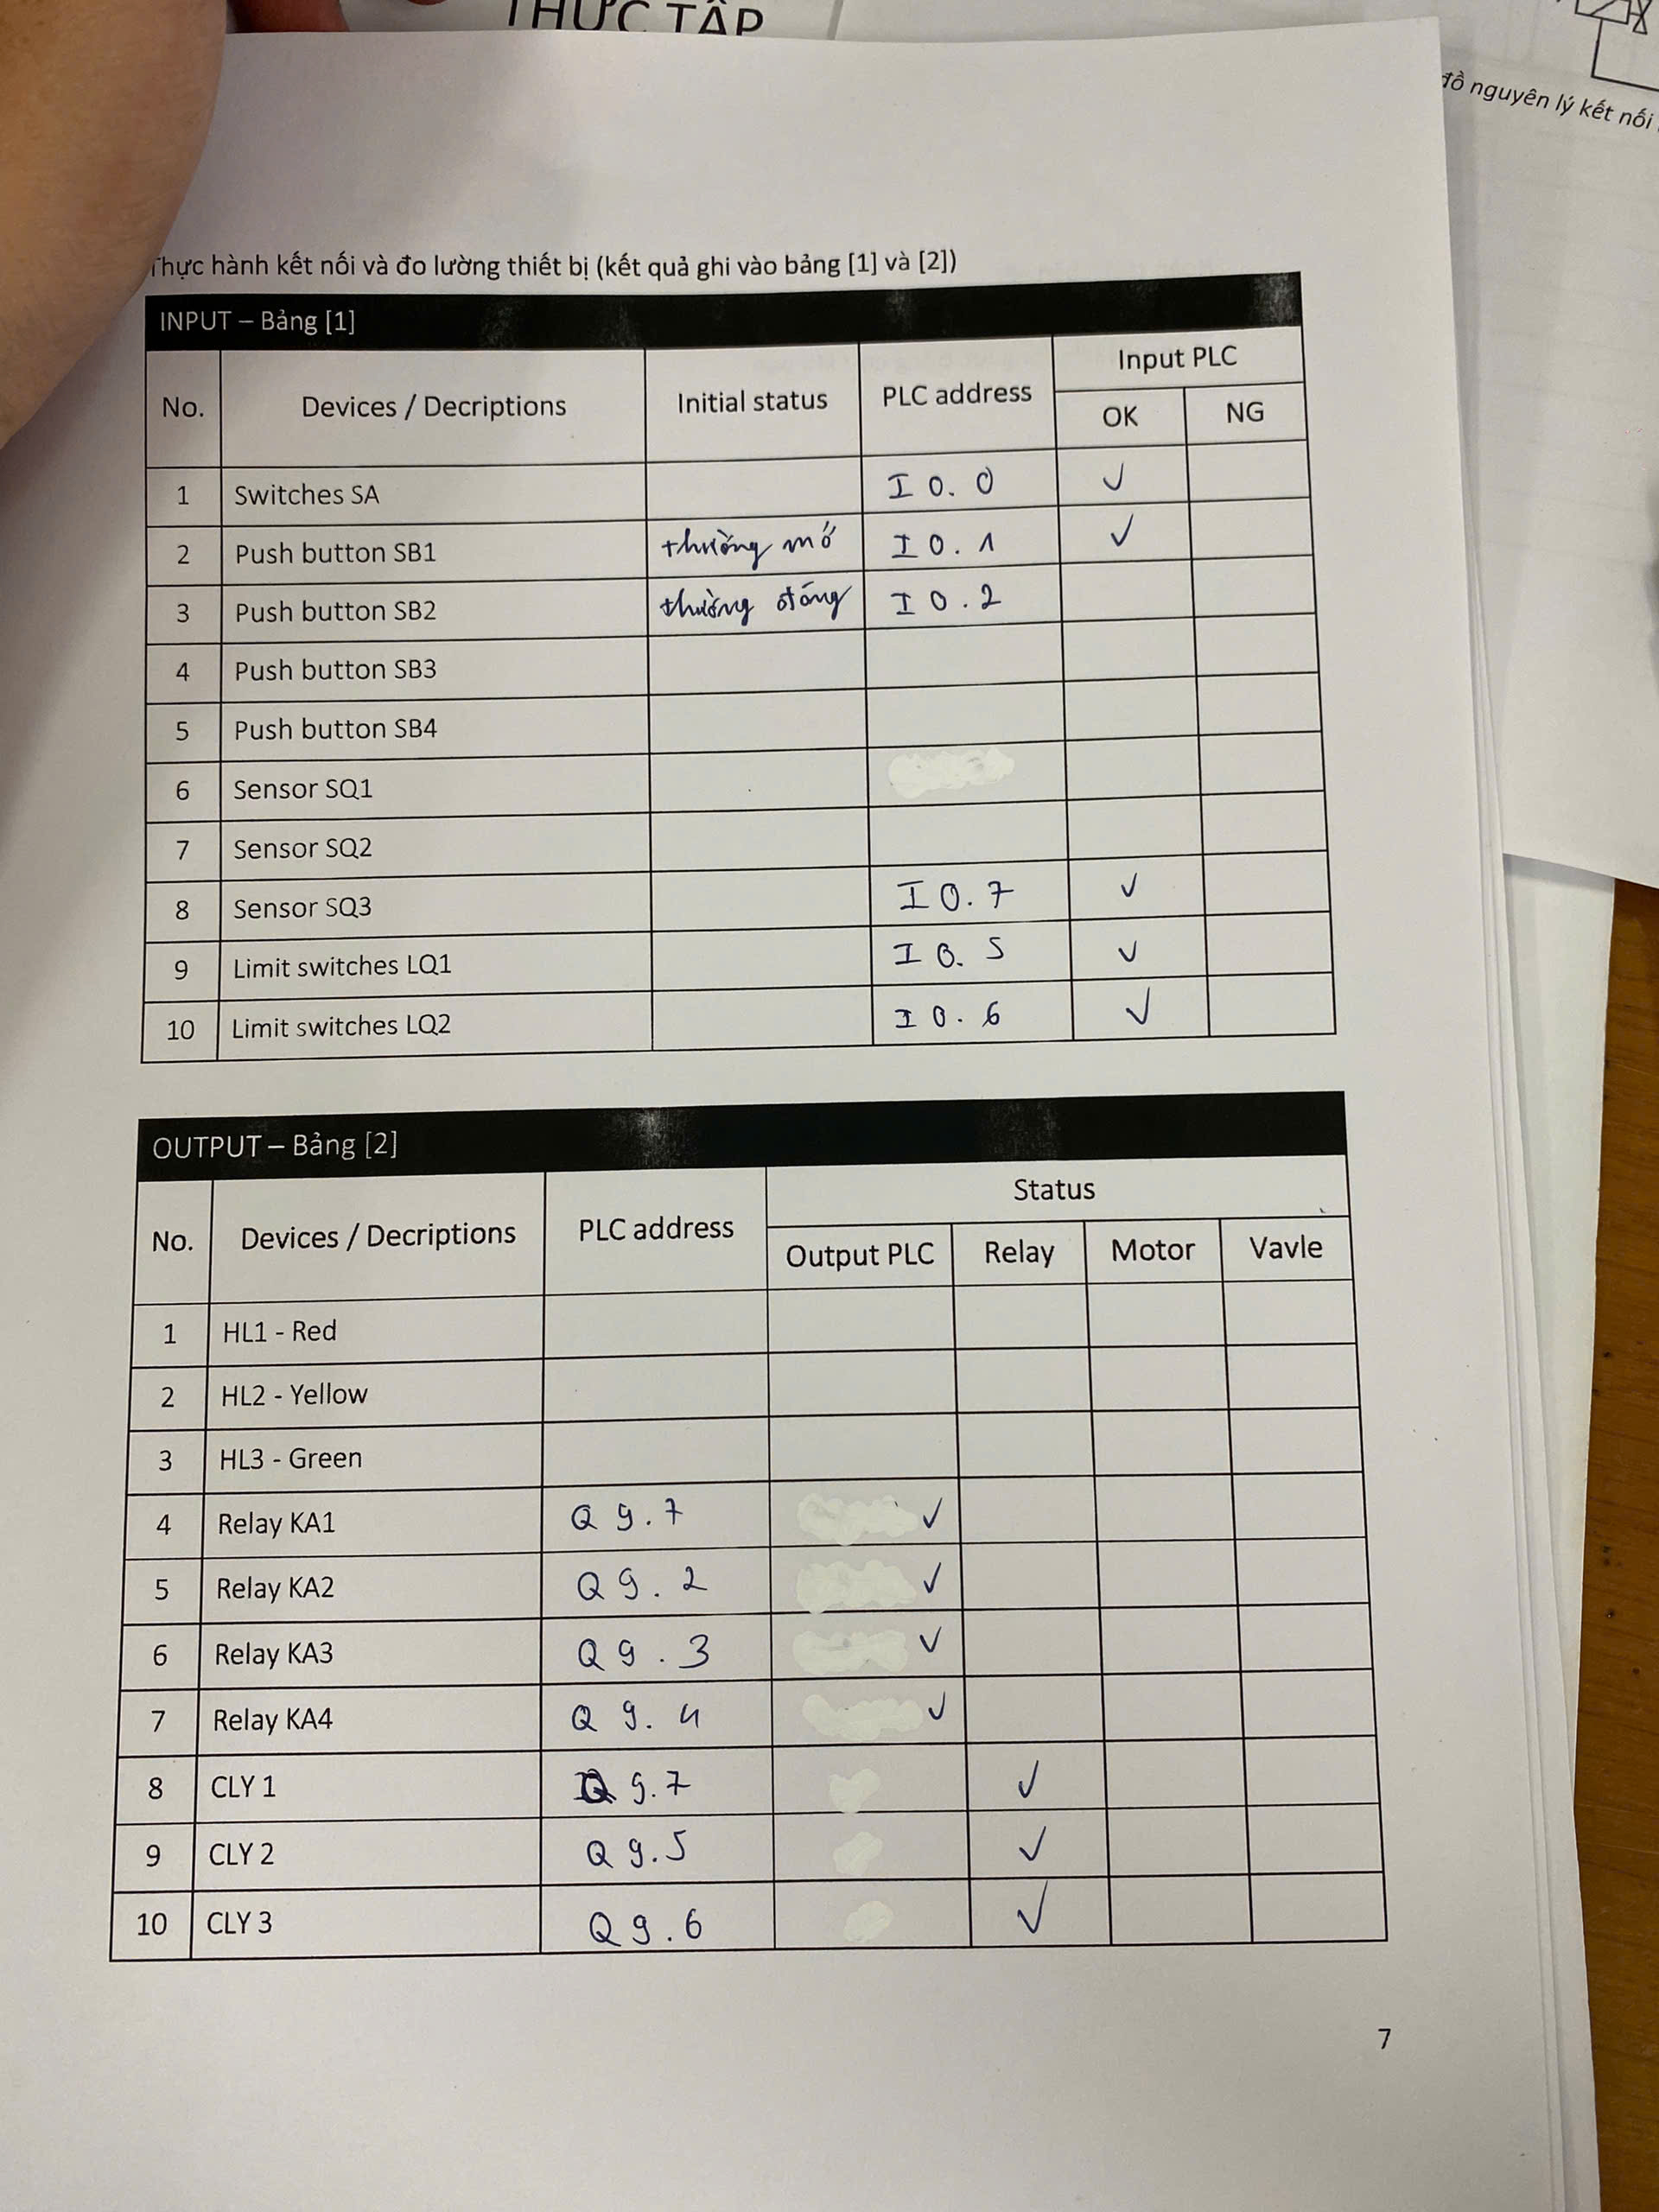 THỰC TẬP
đồ nguyên lý kết nối
Thực hành kết nối và đo lường thiết bị (kết quả ghi vào bảng [1] và [2])
INPUT – Bảng [1]
No. Devices / Decriptions Initial status PLC address Input PLC
OK NG
1 Switches SA I 0. 0 ✓
2 Push button SB1 thường mở I 0. 1 ✓
3 Push button SB2 thường đóng I 0. 2
4 Push button SB3
5 Push button SB4
6 Sensor SQ1
7 Sensor SQ2
8 Sensor SQ3 I 0. 7 ✓
9 Limit switches LQ1 I 0. 5 ✓
10 Limit switches LQ2 I 0. 6 ✓
OUTPUT – Bảng [2]
No. Devices / Decriptions PLC address Status
Output PLC Relay Motor Vavle
1 HL1 - Red
2 HL2 - Yellow
3 HL3 - Green
4 Relay KA1 Q 9. 7 ✓
5 Relay KA2 Q 9. 2 ✓
6 Relay KA3 Q 9. 3 ✓
7 Relay KA4 Q 9. 4 ✓
8 CLY 1 Q 9. 7 ✓
9 CLY 2 Q 9. 5 ✓
10 CLY 3 Q 9. 6 ✓
7